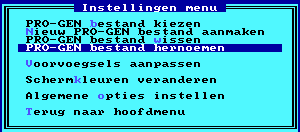 Instellingen menu
PRO-GEN bestand kiezen
Nieuw PRO-GEN bestand aanmaken
PRO-GEN bestand wissen
PRO-GEN bestand hernoemen
Voorvoegsels aanpassen
Schermkleuren veranderen
Algemene opties instellen
Terug naar hoofdmenu